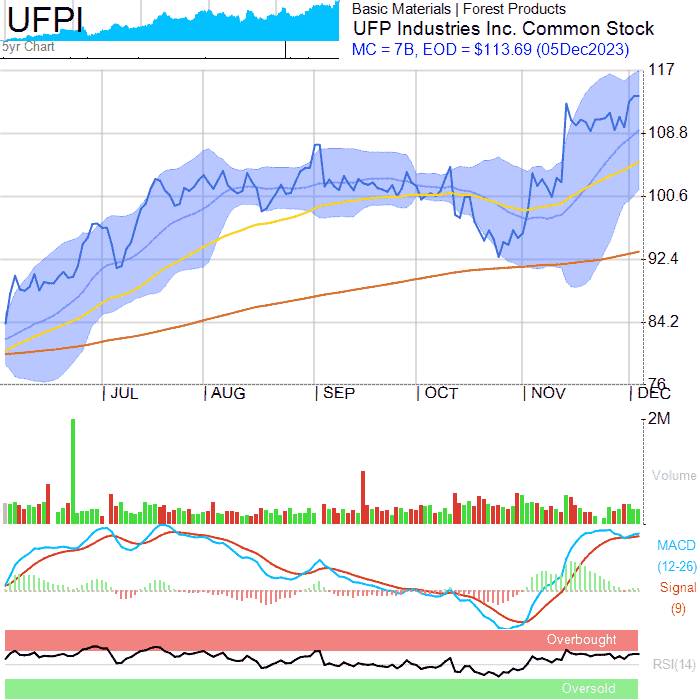 UFPI
5yr Chart
Basic Materials | Forest Products
UFP Industries Inc. Common Stock
MC = 7B, EOD = $113.69 (05Dec2023)
117
108.8
100.6
92.4
84.2
76
JUL
AUG
SEP
OCT
NOV
DEC
2M
Volume
MACD
(12-26)
Signal
(9)
Overbought
RSI(14)
Oversold